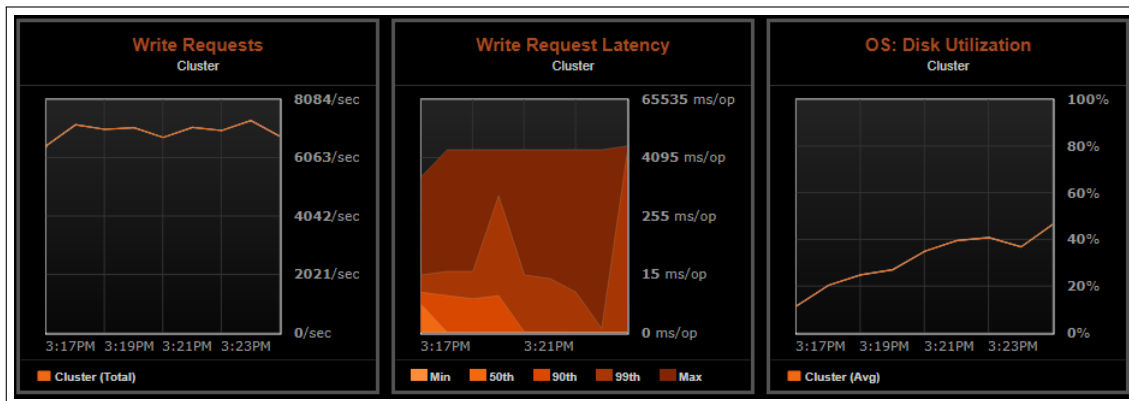 Write Requests
Cluster
8084/sec
6063/sec
4042/sec
2021/sec
0/sec
3:17PM 3:19PM 3:21PM 3:23PM
Cluster (Total)
Write Request Latency
Cluster
65535 ms/op
4095 ms/op
255 ms/op
15 ms/op
0 ms/op
3:17PM 3:21PM
Min 50th 90th 99th Max
OS: Disk Utilization
Cluster
100%
80%
60%
40%
20%
0%
3:17PM 3:19PM 3:21PM 3:23PM
Cluster (Avg)